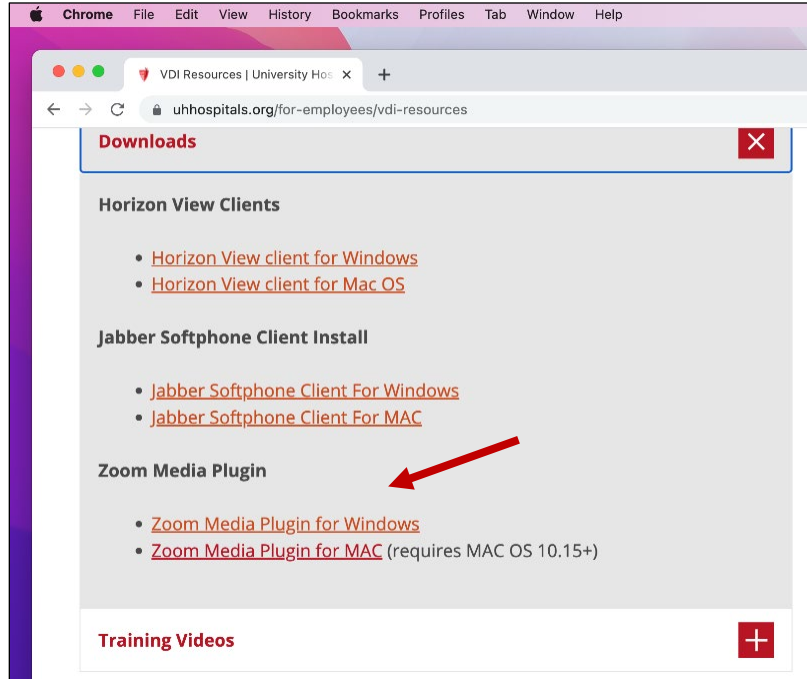 Chrome File Edit View History Bookmarks Profiles Tab Window Help
VDI Resources | University Hos
uhhospitals.org/for-employees/vdi-resources
Downloads
Horizon View Clients
Horizon View client for Windows
Horizon View client for Mac OS
Jabber Softphone Client Install
Jabber Softphone Client For Windows
Jabber Softphone Client For MAC
Zoom Media Plugin
Zoom Media Plugin for Windows
Zoom Media Plugin for MAC (requires MAC OS 10.15+)
Training Videos